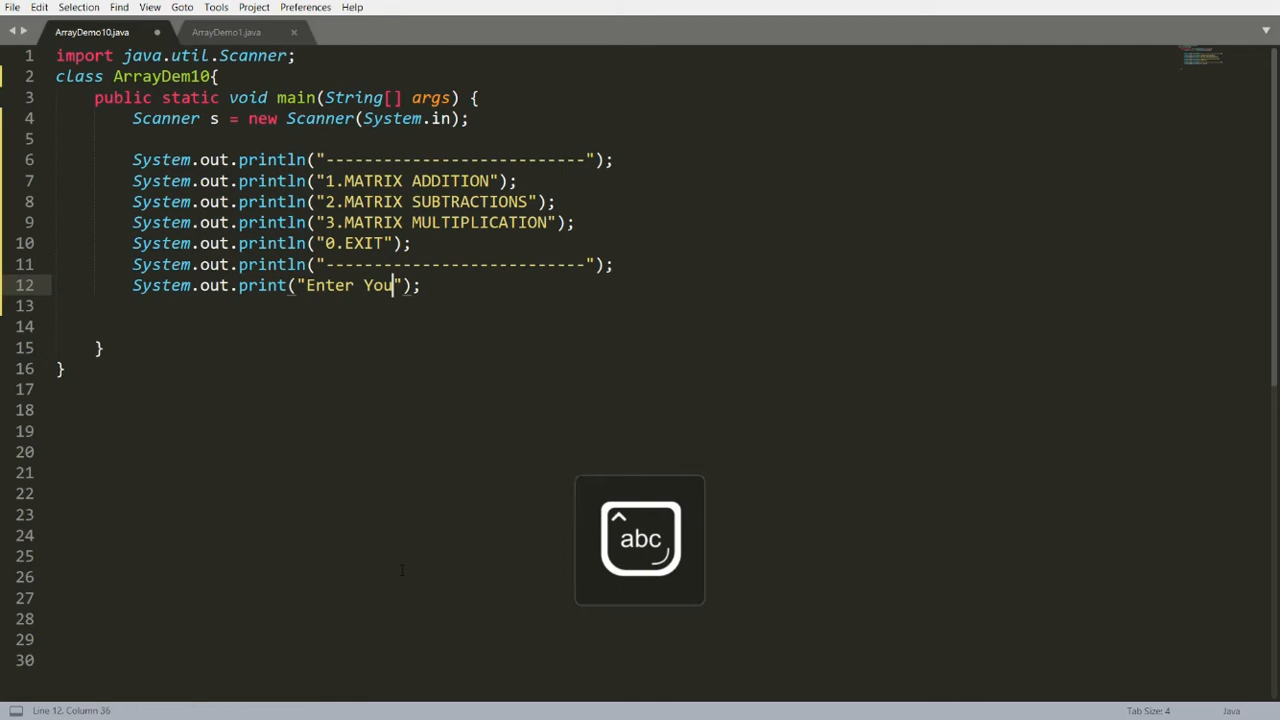 File Edit Selection Find View Goto Tools Project Preferences Help
ArrayDemo10.java ArrayDemo1.java
1 import java.util.Scanner;
2 class ArrayDem10{
3 public static void main(String[] args) {
4 Scanner s = new Scanner(System.in);
5
6 System.out.println("---------------------------");
7 System.out.println("1.MATRIX ADDITION");
8 System.out.println("2.MATRIX SUBTRACTIONS");
9 System.out.println("3.MATRIX MULTIPLICATION");
10 System.out.println("0.EXIT");
11 System.out.println("---------------------------");
12 System.out.print("Enter You");
13
14
15 }
16 }
17
18
19
20
21
22
23
24
25
26
27
28
29
30
abc
Line 12, Column 36 Tab Size: 4 Java